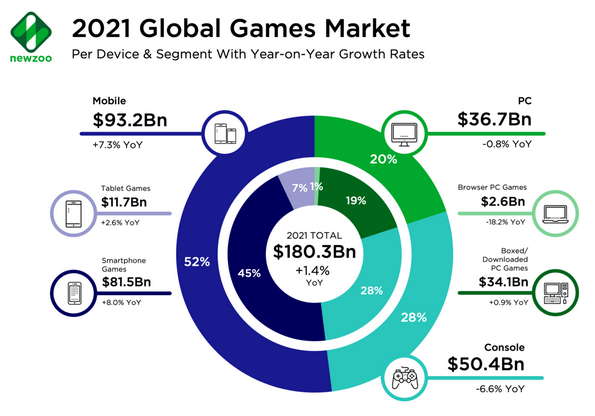 newzoo
2021 Global Games Market
Per Device & Segment With Year-on-Year Growth Rates
Mobile
$93.2Bn
+7.3% YoY
Tablet Games
$11.7Bn
+2.6% YoY
Smartphone
Games
$81.5Bn
+8.0% YoY
PC
$36.7Bn
-0.8% YoY
Browser PC Games
$2.6Bn
-18.2% YoY
Boxed/
Downloaded
PC Games
$34.1Bn
+0.9% YoY
Console
$50.4Bn
-6.6% YoY
20%
7%
1%
19%
52%
45%
28%
28%
2021 TOTAL
$180.3Bn
+1.4%
YoY